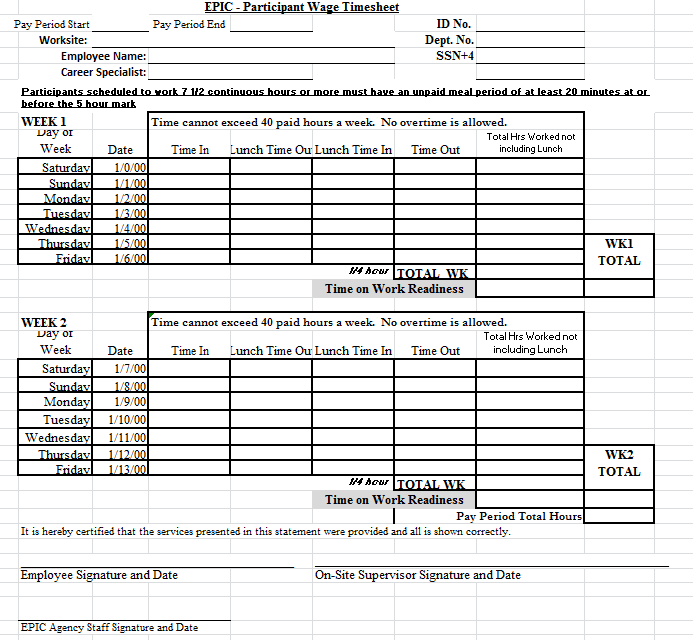 EPIC - Participant Wage Timesheet
Pay Period Start Pay Period End ID No.
Worksite: Dept. No.
Employee Name: SSN+4
Career Specialist:
Participants scheduled to work 7 1/2 continuous hours or more must have an unpaid meal period of at least 20 minutes at or
before the 5 hour mark
WEEK 1 Time cannot exceed 40 paid hours a week. No overtime is allowed.
Day of Week Date Time In Lunch Time Ou Lunch Time In Time Out Total Hrs Worked not including Lunch
Saturday 1/0/00
Sunday 1/1/00
Monday 1/2/00
Tuesday 1/3/00
Wednesday 1/4/00
Thursday 1/5/00 WK1
Friday 1/6/00 TOTAL
1/4 hour TOTAL WK
Time on Work Readiness
WEEK 2 Time cannot exceed 40 paid hours a week. No overtime is allowed.
Day of Week Date Time In Lunch Time Ou Lunch Time In Time Out Total Hrs Worked not including Lunch
Saturday 1/7/00
Sunday 1/8/00
Monday 1/9/00
Tuesday 1/10/00
Wednesday 1/11/00
Thursday 1/12/00 WK2
Friday 1/13/00 TOTAL
1/4 hour TOTAL WK
Time on Work Readiness
Pay Period Total Hours
It is hereby certified that the services presented in this statement were provided and all is shown correctly.
Employee Signature and Date On-Site Supervisor Signature and Date
EPIC Agency Staff Signature and Date